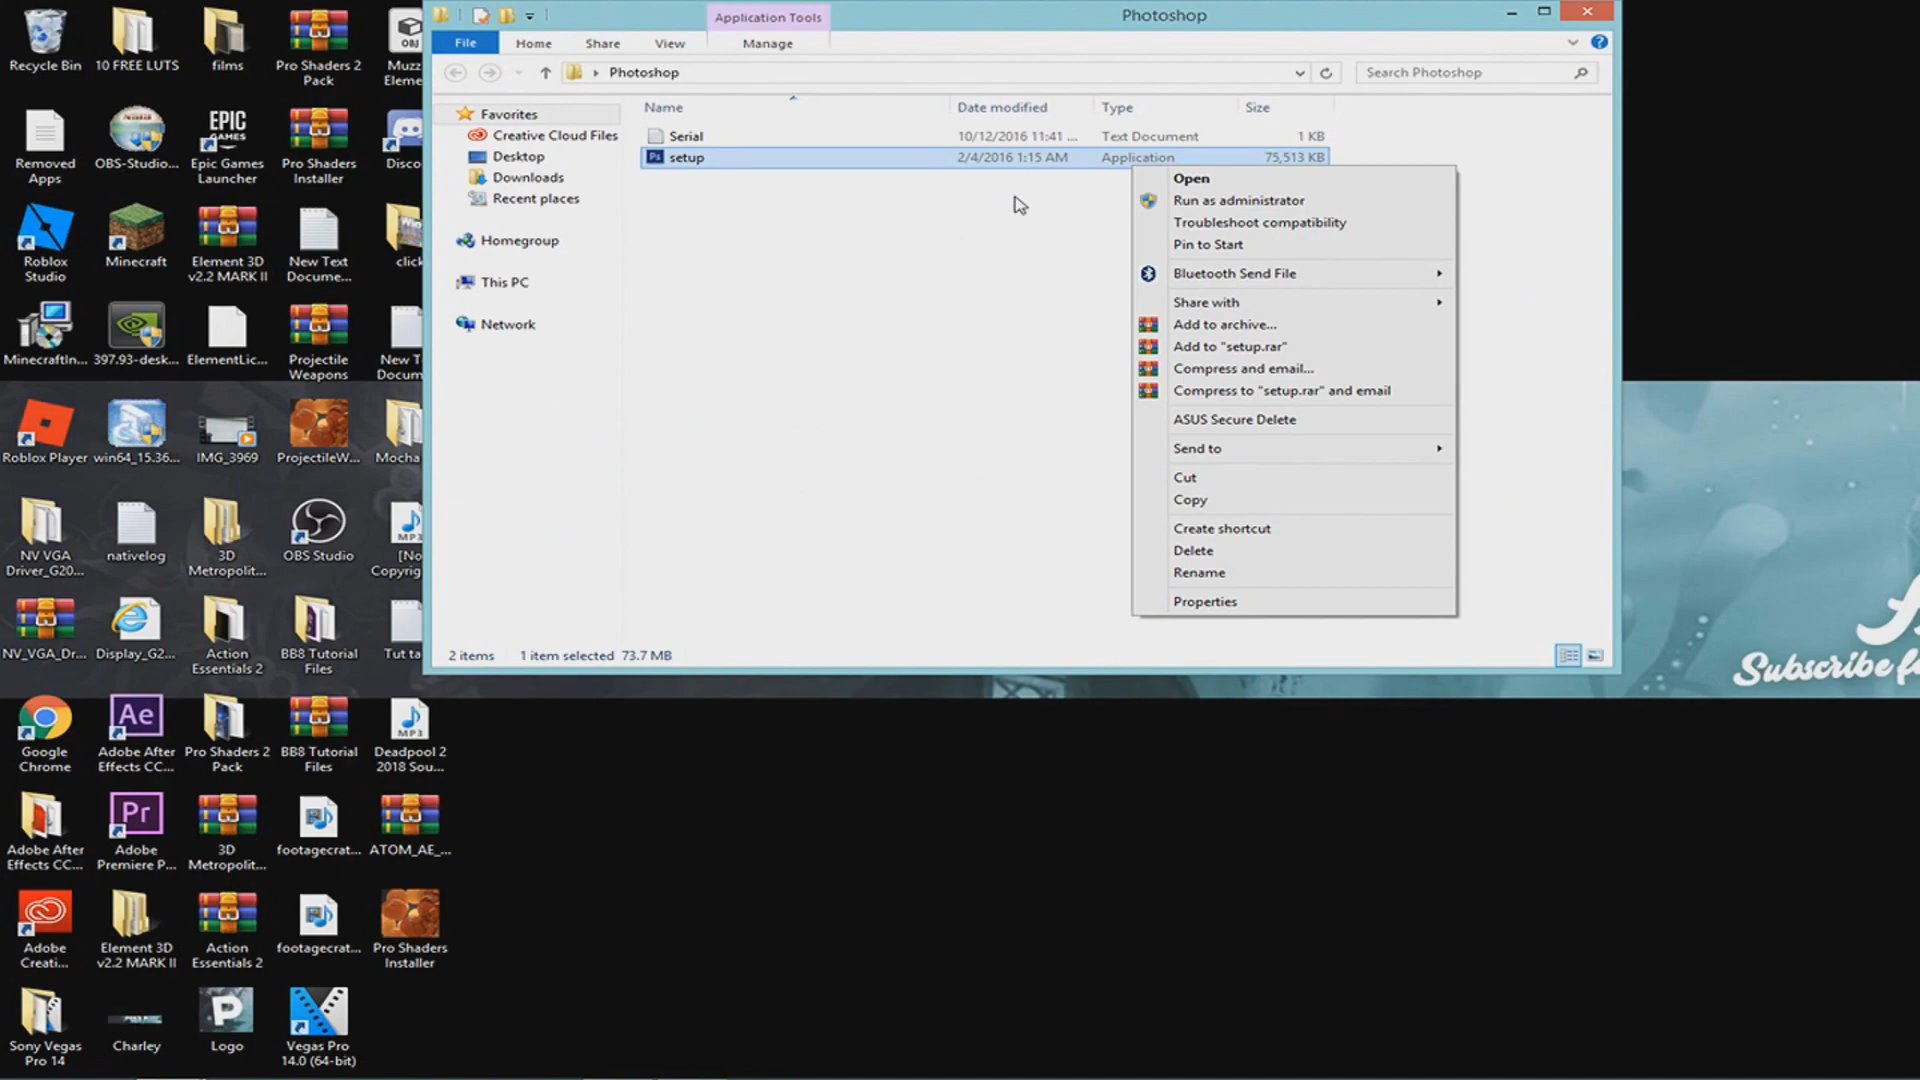 Application Tools
Photoshop
File
Home
Share
View
Manage
Photoshop
Search Photoshop
Name
Date modified
Type
Size
Favorites
Creative Cloud Files
Desktop
Downloads
Recent places
Homegroup
This PC
Network
Serial
10/12/2016 11:41 ...
Text Document
1 KB
Ps
setup
2/4/2016 1:15 AM
Application
75,513 KB
Open
Run as administrator
Troubleshoot compatibility
Pin to Start
Bluetooth Send File
Share with
Add to archive...
Add to "setup.rar"
Compress and email...
Compress to "setup.rar" and email
ASUS Secure Delete
Send to
Cut
Copy
Create shortcut
Delete
Rename
Properties
2 items
1 item selected 73.7 MB
Recycle Bin
10 FREE LUTS
films
Pro Shaders 2
Pack
OBJ
Muzz
Eleme
Removed
Apps
OBS-Studio...
EPIC
GAMES
Epic Games
Launcher
Pro Shaders
Installer
Disco
Roblox
Studio
Minecraft
Element 3D
v2.2 MARK II
New Text
Docume...
click
MinecraftIn...
397.93-desk...
ElementLic...
Projectile
Weapons
New T
Docum
Roblox Player
win64_15.36...
IMG_3969
ProjectileW...
Mocha
NV VGA
Driver_G20...
nativelog
3D
Metropolit...
OBS Studio
MP3
[No
Copyrig
NV_VGA_Dr...
Display_G2...
Action
Essentials 2
BB8 Tutorial
Files
Tut ta
Google
Chrome
Ae
Adobe After
Effects CC...
Pro Shaders 2
Pack
BB8 Tutorial
Files
MP3
Deadpool 2
2018 Sou...
Adobe After
Effects CC...
Pr
Adobe
Premiere P...
3D
Metropolit...
footagecrat...
ATOM_AE_...
Adobe
Creati...
Element 3D
v2.2 MARK II
Action
Essentials 2
footagecrat...
Pro Shaders
Installer
Sony Vegas
Pro 14
Charley
P
Logo
Vegas Pro
14.0 (64-bit)
Subscribe f